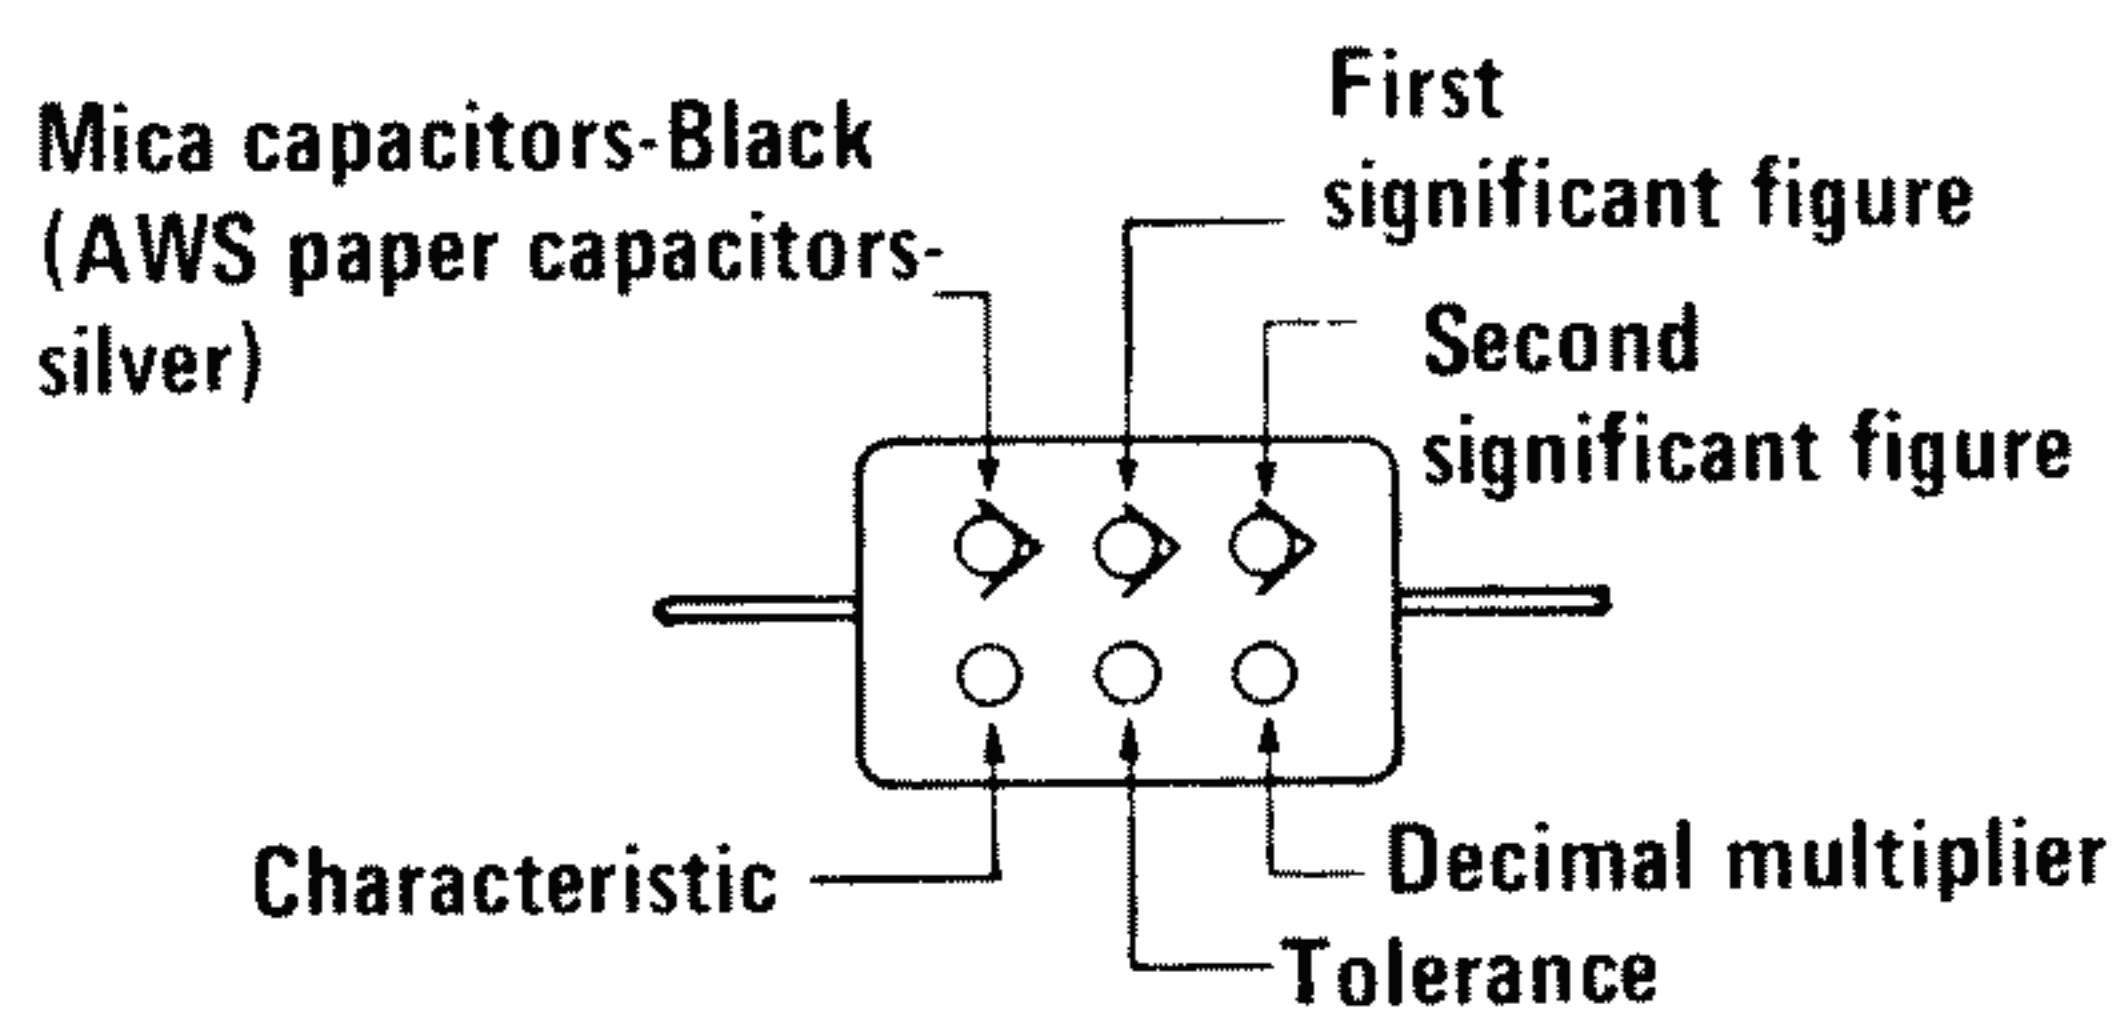 Mica capacitors-Black
(AWS paper capacitors-
silver)
First
significant figure
Second
significant figure
Characteristic
Decimal multiplier
Tolerance